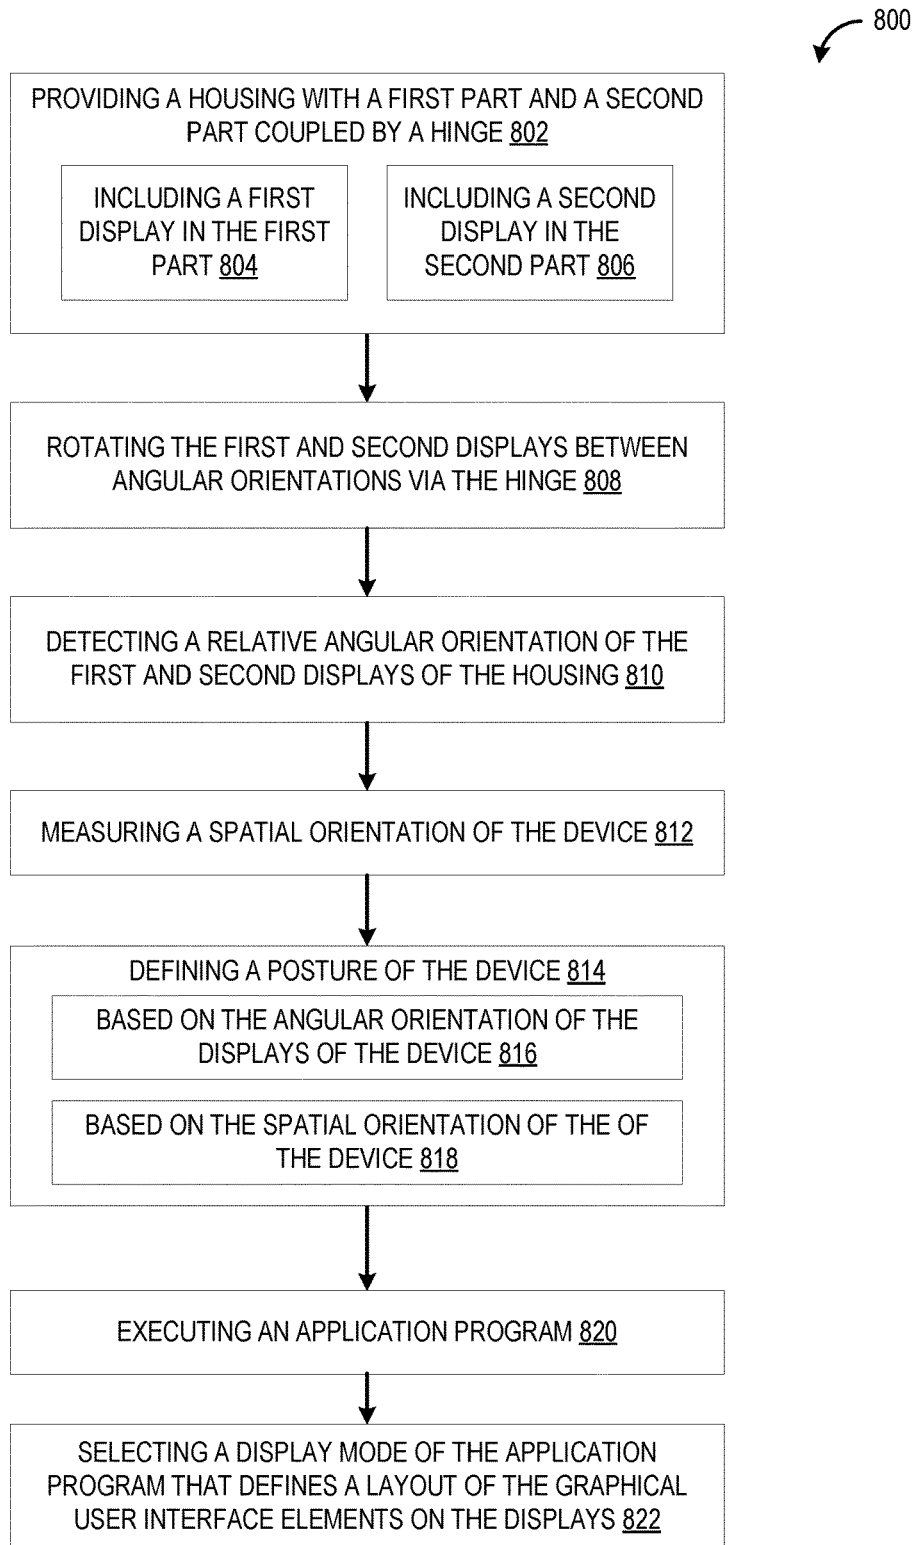 800
PROVIDING A HOUSING WITH A FIRST PART AND A SECOND
PART COUPLED BY A HINGE 802
INCLUDING A FIRST
DISPLAY IN THE FIRST
PART 804
INCLUDING A SECOND
DISPLAY IN THE
SECOND PART 806
ROTATING THE FIRST AND SECOND DISPLAYS BETWEEN
ANGULAR ORIENTATIONS VIA THE HINGE 808
DETECTING A RELATIVE ANGULAR ORIENTATION OF THE
FIRST AND SECOND DISPLAYS OF THE HOUSING 810
MEASURING A SPATIAL ORIENTATION OF THE DEVICE 812
DEFINING A POSTURE OF THE DEVICE 814
BASED ON THE ANGULAR ORIENTATION OF THE
DISPLAYS OF THE DEVICE 816
BASED ON THE SPATIAL ORIENTATION OF THE OF
THE DEVICE 818
EXECUTING AN APPLICATION PROGRAM 820
SELECTING A DISPLAY MODE OF THE APPLICATION
PROGRAM THAT DEFINES A LAYOUT OF THE GRAPHICAL
USER INTERFACE ELEMENTS ON THE DISPLAYS 822